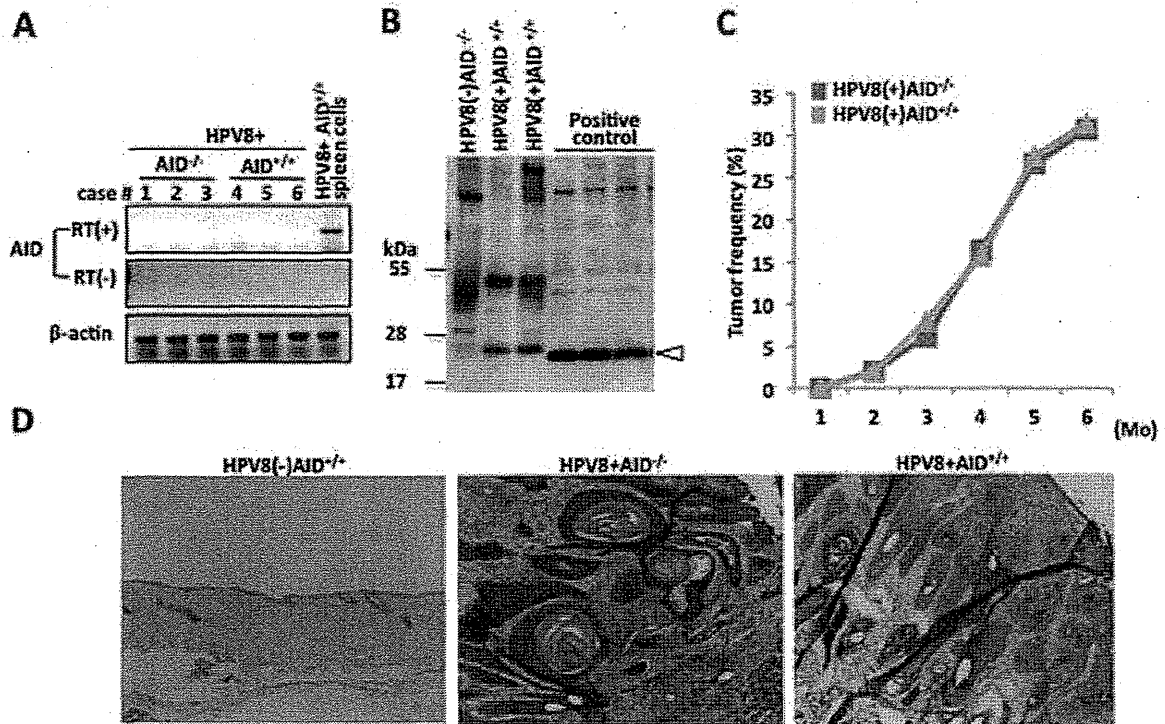 A
HPV8+
AID-/-
AID+/+
HPV8+ AID+/+
spleen cells
case # 1 2 3 4 5 6
AID
RT(+)
RT(-)
β-actin
B
HPV8(-)AID-/-
HPV8(+)AID+/+
HPV8(+)AID+/+
Positive
control
kDa
55
28
17
C
HPV8(+)AID-/-
HPV8(+)AID+/+
Tumor frequency (%)
35
30
25
20
15
10
5
0
1 2 3 4 5 6
(Mo)
D
HPV8(-)AID+/+
HPV8+AID-/-
HPV8+AID+/+